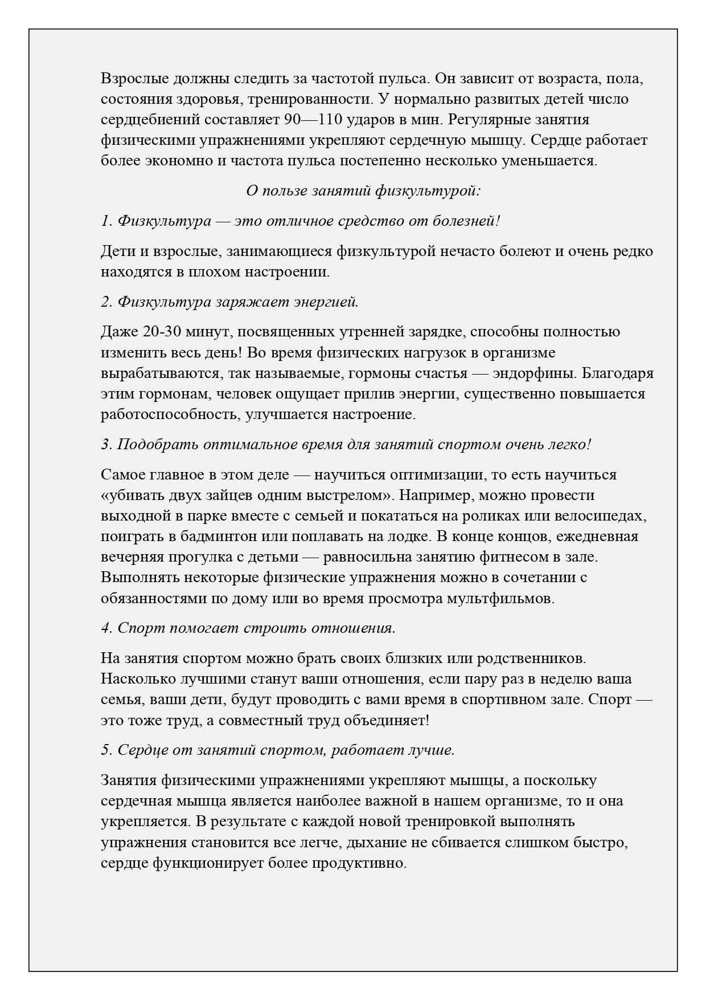 Взрослые должны следить за частотой пульса. Он зависит от возраста, пола,
состояния здоровья, тренированности. У нормально развитых детей число
сердцебиений составляет 90—110 ударов в мин. Регулярные занятия
физическими упражнениями укрепляют сердечную мышцу. Сердце работает
более экономно и частота пульса постепенно несколько уменьшается.
О пользе занятий физкультурой:
1. Физкультура — это отличное средство от болезней!
Дети и взрослые, занимающиеся физкультурой нечасто болеют и очень редко
находятся в плохом настроении.
2. Физкультура заряжает энергией.
Даже 20-30 минут, посвященных утренней зарядке, способны полностью
изменить весь день! Во время физических нагрузок в организме
вырабатываются, так называемые, гормоны счастья — эндорфины. Благодаря
этим гормонам, человек ощущает прилив энергии, существенно повышается
работоспособность, улучшается настроение.
3. Подобрать оптимальное время для занятий спортом очень легко!
Самое главное в этом деле — научиться оптимизации, то есть научиться
«убивать двух зайцев одним выстрелом». Например, можно провести
выходной в парке вместе с семьей и покататься на роликах или велосипедах,
поиграть в бадминтон или поплавать на лодке. В конце концов, ежедневная
вечерняя прогулка с детьми — равносильна занятию фитнесом в зале.
Выполнять некоторые физические упражнения можно в сочетании с
обязанностями по дому или во время просмотра мультфильмов.
4. Спорт помогает строить отношения.
На занятия спортом можно брать своих близких или родственников.
Насколько лучшими станут ваши отношения, если пару раз в неделю ваша
семья, ваши дети, будут проводить с вами время в спортивном зале. Спорт —
это тоже труд, а совместный труд объединяет!
5. Сердце от занятий спортом, работает лучше.
Занятия физическими упражнениями укрепляют мышцы, а поскольку
сердечная мышца является наиболее важной в нашем организме, то и она
укрепляется. В результате с каждой новой тренировкой выполнять
упражнения становится все легче, дыхание не сбивается слишком быстро,
сердце функционирует более продуктивно.